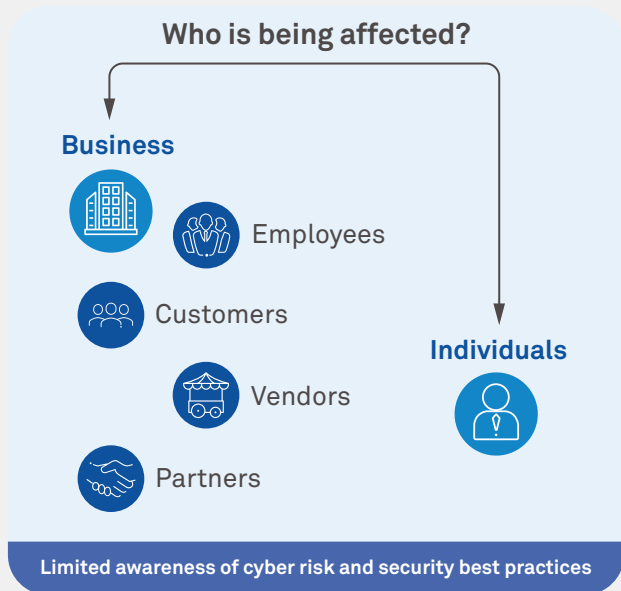 Who is being affected?
Business
Employees
Customers
Individuals
Vendors
Partners
Limited awareness of cyber risk and security best practices